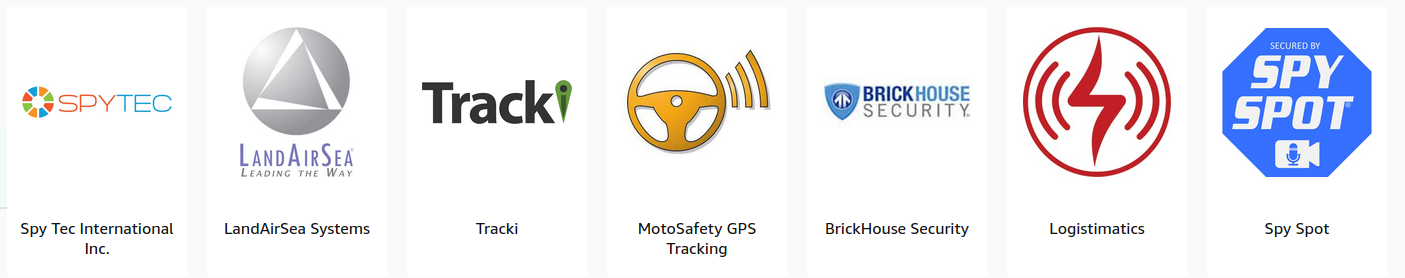 SPYTEC
LANDAIRSEA®
LEADING THE WAY
Tracki
BRICKHOUSE
SECURITY.
SECURED BY
SPY
SPOT®
Spy Tec International
Inc.
LandAirSea Systems
Tracki
MotoSafety GPS
Tracking
BrickHouse Security
Logistimatics
Spy Spot